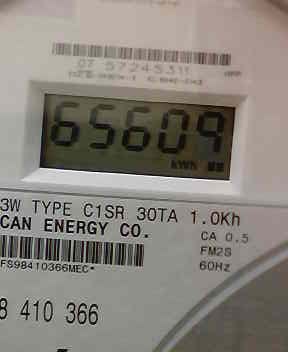 07 57245311
65609
kWh
3W TYPE C1SR 30TA 1.0Kh
CAN ENERGY CO.
CA 0.5
FM2S
FS98410366MEC*
60Hz
8 410 366